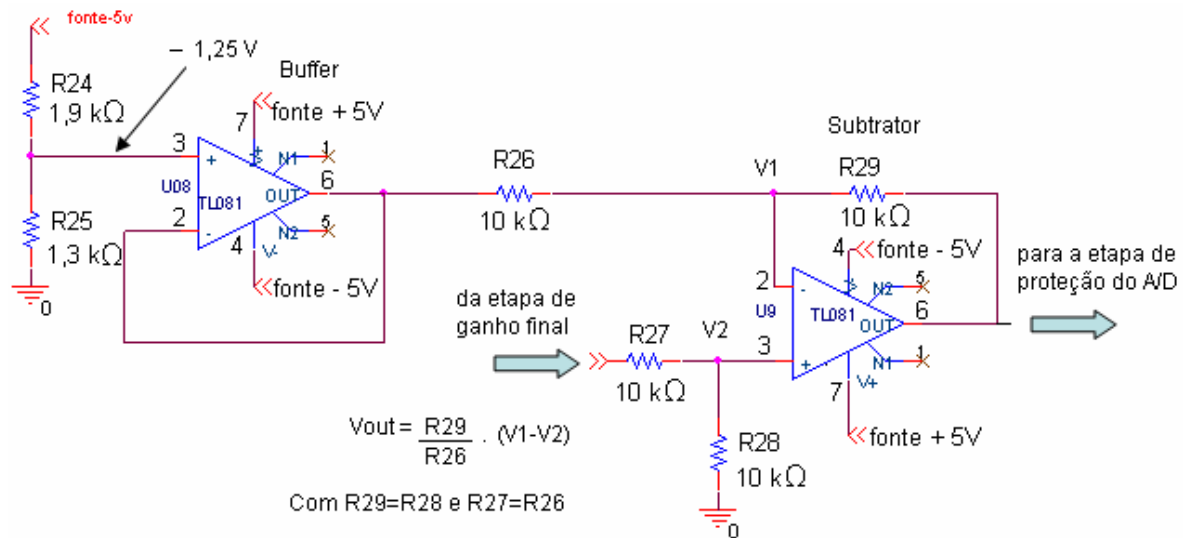 fonte-5v
– 1,25 V
Buffer
R24
1,9 kΩ
7
fonte + 5V
3
+
N1
1
U08
TL081
OUT
6
2
-
N2
5
4
V-
fonte - 5V
R25
1,3 kΩ
0
R26
10 kΩ
V1
Subtrator
R29
10 kΩ
4
fonte - 5V
para a etapa de
proteção do A/D
2
-
N2
5
U9
TL081
OUT
6
3
+
N1
1
7
V+
fonte + 5V
da etapa de
ganho final
R27
10 kΩ
V2
R28
10 kΩ
0
Vout = R29 / R26 . (V1-V2)
Com R29=R28 e R27=R26